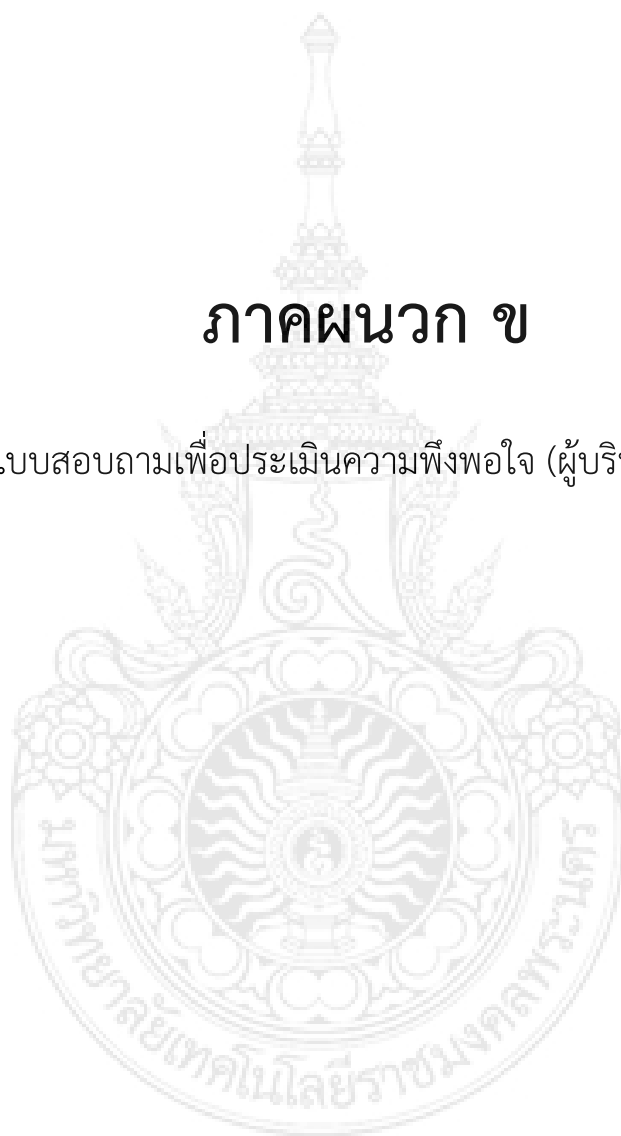 ภาคผนวก ข
แบบสอบถามเพื่อประเมินความพึงพอใจ
มหาวิทยาลัยเทคโนโลยีราชมงคลพระนคร